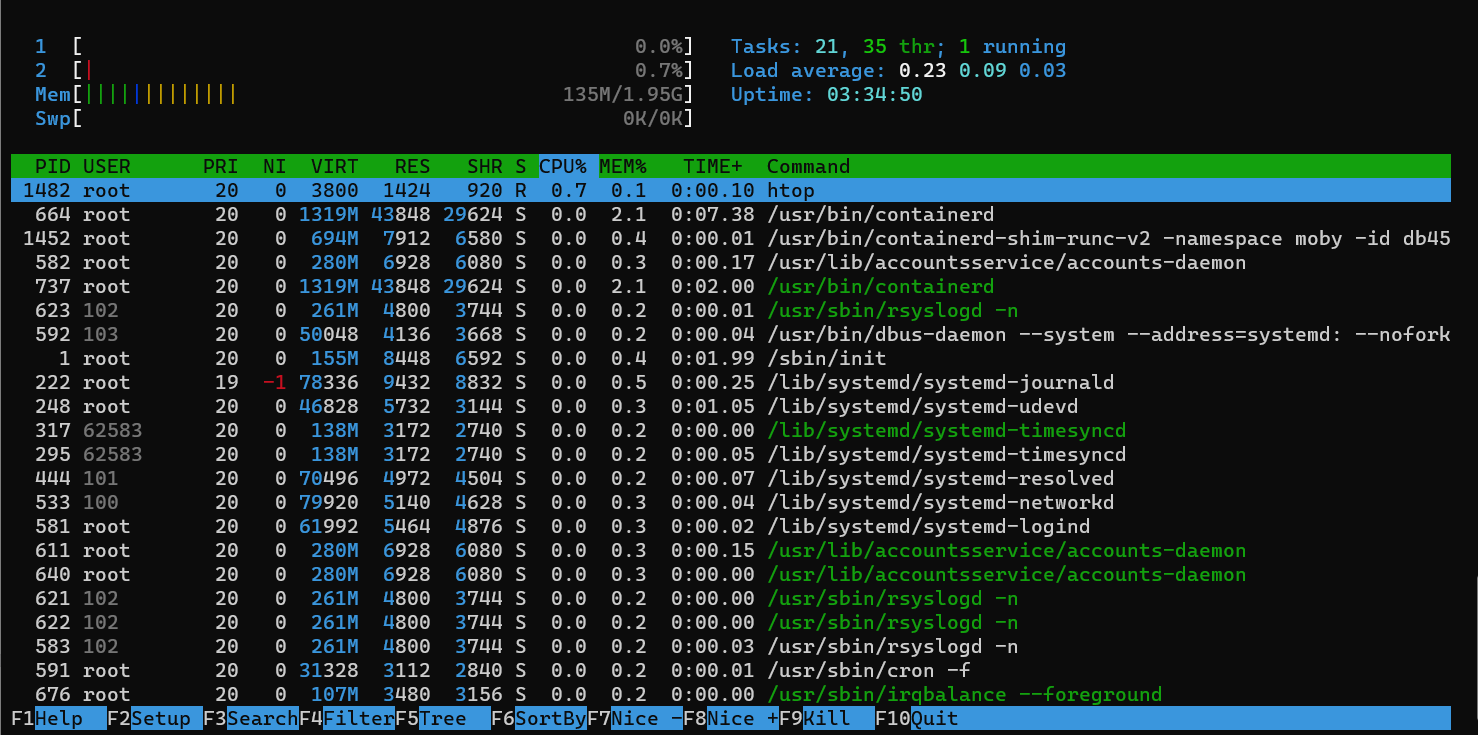 1 [ 0.0%] Tasks: 21, 35 thr; 1 running
2 [| 0.7%] Load average: 0.23 0.09 0.03
Mem[||||||||||||| 135M/1.95G] Uptime: 03:34:50
Swp[ 0K/0K]
PID USER PRI NI VIRT RES SHR S CPU% MEM% TIME+ Command
1482 root 20 0 3800 1424 920 R 0.7 0.1 0:00.10 htop
664 root 20 0 1319M 43848 29624 S 0.0 2.1 0:07.38 /usr/bin/containerd
1452 root 20 0 694M 7912 6580 S 0.0 0.4 0:00.01 /usr/bin/containerd-shim-runc-v2 -namespace moby -id db45
582 root 20 0 280M 6928 6080 S 0.0 0.3 0:00.17 /usr/lib/accountsservice/accounts-daemon
737 root 20 0 1319M 43848 29624 S 0.0 2.1 0:02.00 /usr/bin/containerd
623 102 20 0 261M 4800 3744 S 0.0 0.2 0:00.01 /usr/sbin/rsyslogd -n
592 103 20 0 50048 4136 3668 S 0.0 0.2 0:00.04 /usr/bin/dbus-daemon --system --address=systemd: --nofork
1 root 20 0 155M 8448 6592 S 0.0 0.4 0:01.99 /sbin/init
222 root 19 -1 78336 9432 8832 S 0.0 0.5 0:00.25 /lib/systemd/systemd-journald
248 root 20 0 46828 5732 3144 S 0.0 0.3 0:01.05 /lib/systemd/systemd-udevd
317 62583 20 0 138M 3172 2740 S 0.0 0.2 0:00.00 /lib/systemd/systemd-timesyncd
295 62583 20 0 138M 3172 2740 S 0.0 0.2 0:00.05 /lib/systemd/systemd-timesyncd
444 101 20 0 70496 4972 4504 S 0.0 0.2 0:00.07 /lib/systemd/systemd-resolved
533 100 20 0 79920 5140 4628 S 0.0 0.3 0:00.04 /lib/systemd/systemd-networkd
581 root 20 0 61992 5464 4876 S 0.0 0.3 0:00.02 /lib/systemd/systemd-logind
611 root 20 0 280M 6928 6080 S 0.0 0.3 0:00.15 /usr/lib/accountsservice/accounts-daemon
640 root 20 0 280M 6928 6080 S 0.0 0.3 0:00.00 /usr/lib/accountsservice/accounts-daemon
621 102 20 0 261M 4800 3744 S 0.0 0.2 0:00.00 /usr/sbin/rsyslogd -n
622 102 20 0 261M 4800 3744 S 0.0 0.2 0:00.00 /usr/sbin/rsyslogd -n
583 102 20 0 261M 4800 3744 S 0.0 0.2 0:00.03 /usr/sbin/rsyslogd -n
591 root 20 0 31328 3112 2840 S 0.0 0.2 0:00.01 /usr/sbin/cron -f
676 root 20 0 107M 3480 3156 S 0.0 0.2 0:00.00 /usr/sbin/irqbalance --foreground
F1Help F2Setup F3SearchF4FilterF5Tree F6SortByF7Nice -F8Nice +F9Kill F10Quit